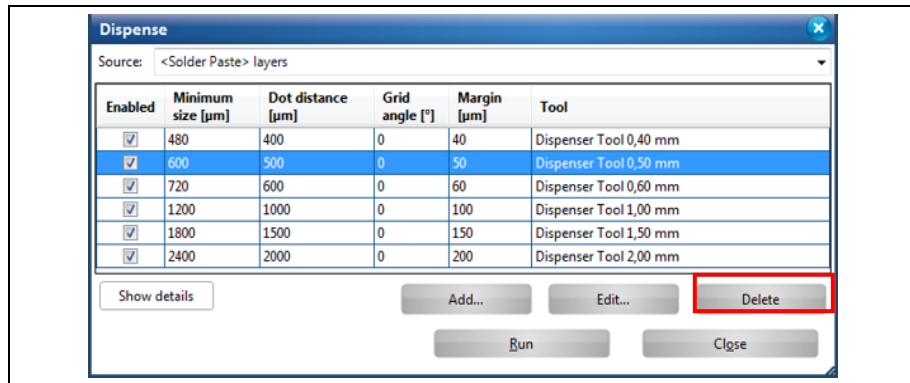 Dispense
Source: <Solder Paste> layers
Enabled Minimum size [µm] Dot distance [µm] Grid angle [°] Margin [µm] Tool
480 400 0 40 Dispenser Tool 0,40 mm
600 500 0 50 Dispenser Tool 0,50 mm
720 600 0 60 Dispenser Tool 0,60 mm
1200 1000 0 100 Dispenser Tool 1,00 mm
1800 1500 0 150 Dispenser Tool 1,50 mm
2400 2000 0 200 Dispenser Tool 2,00 mm
Show details Add... Edit... Delete
Run Close